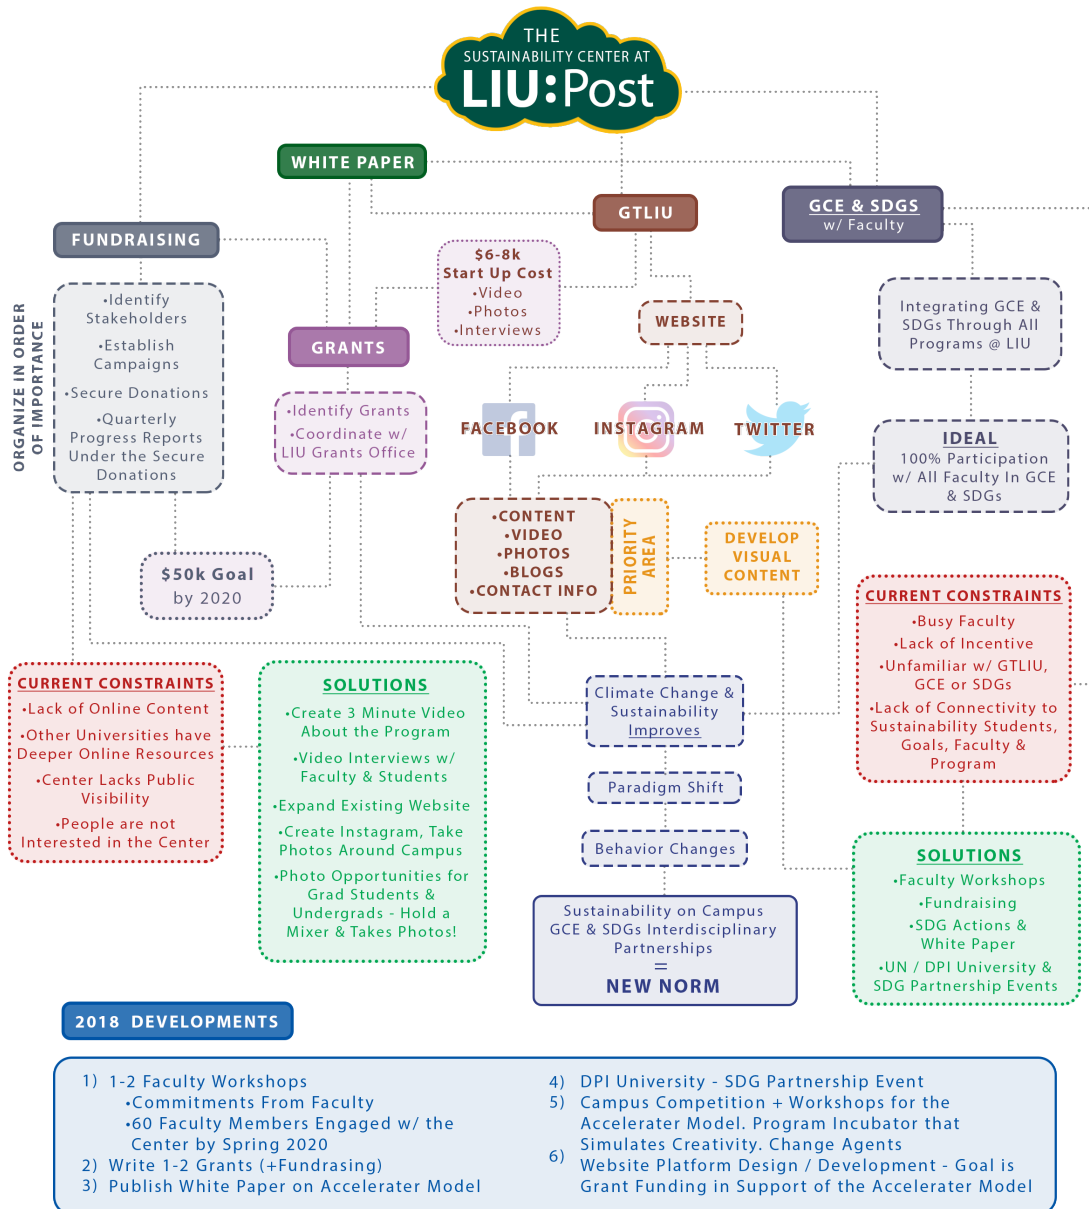 THE
SUSTAINABILITY CENTER AT
LIU:Post
WHITE PAPER
GTLIU
GCE & SDGS
w/ Faculty
FUNDRAISING
$6-8k
Start Up Cost
•Video
•Photos
•Interviews
ORGANIZE IN ORDER
OF IMPORTANCE
•Identify
Stakeholders
•Establish
Campaigns
•Secure Donations
•Quarterly
Progress Reports
Under the Secure
Donations
GRANTS
•Identify Grants
•Coordinate w/
LIU Grants Office
WEBSITE
FACEBOOK
INSTAGRAM
TWITTER
Integrating GCE &
SDGs Through All
Programs @ LIU
IDEAL
100% Participation
w/ All Faculty In GCE
& SDGs
•CONTENT
•VIDEO
•PHOTOS
•BLOGS
•CONTACT INFO
PRIORITY
AREA
DEVELOP
VISUAL
CONTENT
$50k Goal
by 2020
CURRENT CONSTRAINTS
•Busy Faculty
•Lack of Incentive
•Unfamiliar w/ GTLIU,
GCE or SDGs
•Lack of Connectivity to
Sustainability Students,
Goals, Faculty &
Program
CURRENT CONSTRAINTS
•Lack of Online Content
•Other Universities have
Deeper Online Resources
•Center Lacks Public
Visibility
•People are not
Interested in the Center
SOLUTIONS
•Create 3 Minute Video
About the Program
•Video Interviews w/
Faculty & Students
•Expand Existing Website
•Create Instagram, Take
Photos Around Campus
•Photo Opportunities for
Grad Students &
Undergrads - Hold a
Mixer & Takes Photos!
Climate Change &
Sustainability
Improves
Paradigm Shift
Behavior Changes
Sustainability on Campus
GCE & SDGs Interdisciplinary
Partnerships
=
NEW NORM
SOLUTIONS
•Faculty Workshops
•Fundraising
•SDG Actions &
White Paper
•UN / DPI University &
SDG Partnership Events
2018 DEVELOPMENTS
1) 1-2 Faculty Workshops
•Commitments From Faculty
•60 Faculty Members Engaged w/ the
Center by Spring 2020
2) Write 1-2 Grants (+Fundrasing)
3) Publish White Paper on Accelerater Model
4) DPI University - SDG Partnership Event
5) Campus Competition + Workshops for the
Accelerater Model. Program Incubator that
Simulates Creativity. Change Agents
6) Website Platform Design / Development - Goal is
Grant Funding in Support of the Accelerater Model